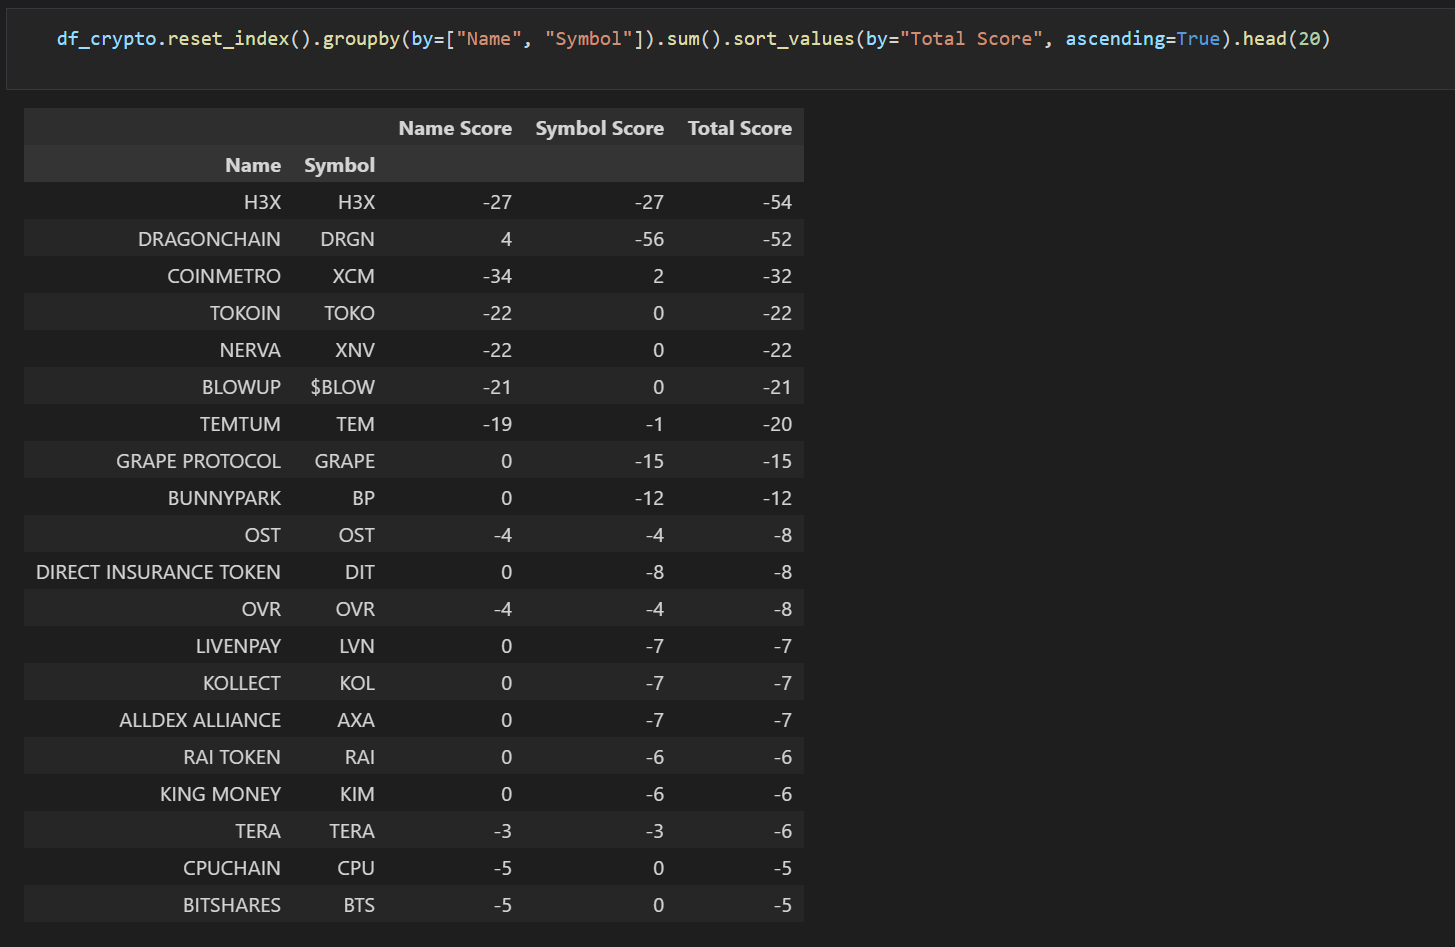 df_crypto.reset_index().groupby(by=["Name", "Symbol"]).sum().sort_values(by="Total Score", ascending=True).head(20)
Name Score Symbol Score Total Score
Name Symbol
H3X H3X -27 -27 -54
DRAGONCHAIN DRGN 4 -56 -52
COINMETRO XCM -34 2 -32
TOKOIN TOKO -22 0 -22
NERVA XNV -22 0 -22
BLOWUP $BLOW -21 0 -21
TEMTUM TEM -19 -1 -20
GRAPE PROTOCOL GRAPE 0 -15 -15
BUNNYPARK BP 0 -12 -12
OST OST -4 -4 -8
DIRECT INSURANCE TOKEN DIT 0 -8 -8
OVR OVR -4 -4 -8
LIVENPAY LVN 0 -7 -7
KOLLECT KOL 0 -7 -7
ALLDEX ALLIANCE AXA 0 -7 -7
RAI TOKEN RAI 0 -6 -6
KING MONEY KIM 0 -6 -6
TERA TERA -3 -3 -6
CPUCHAIN CPU -5 0 -5
BITSHARES BTS -5 0 -5